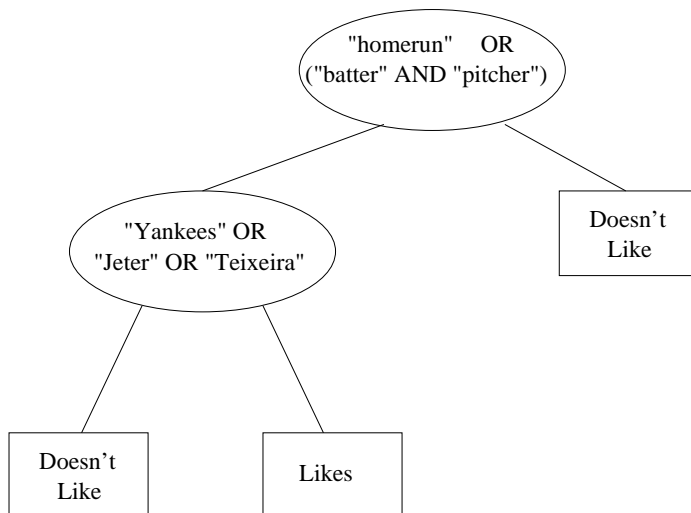 "homerun" OR
("batter" AND "pitcher")
"Yankees" OR
"Jeter" OR "Teixeira"
Doesn't
Like
Doesn't
Like
Likes